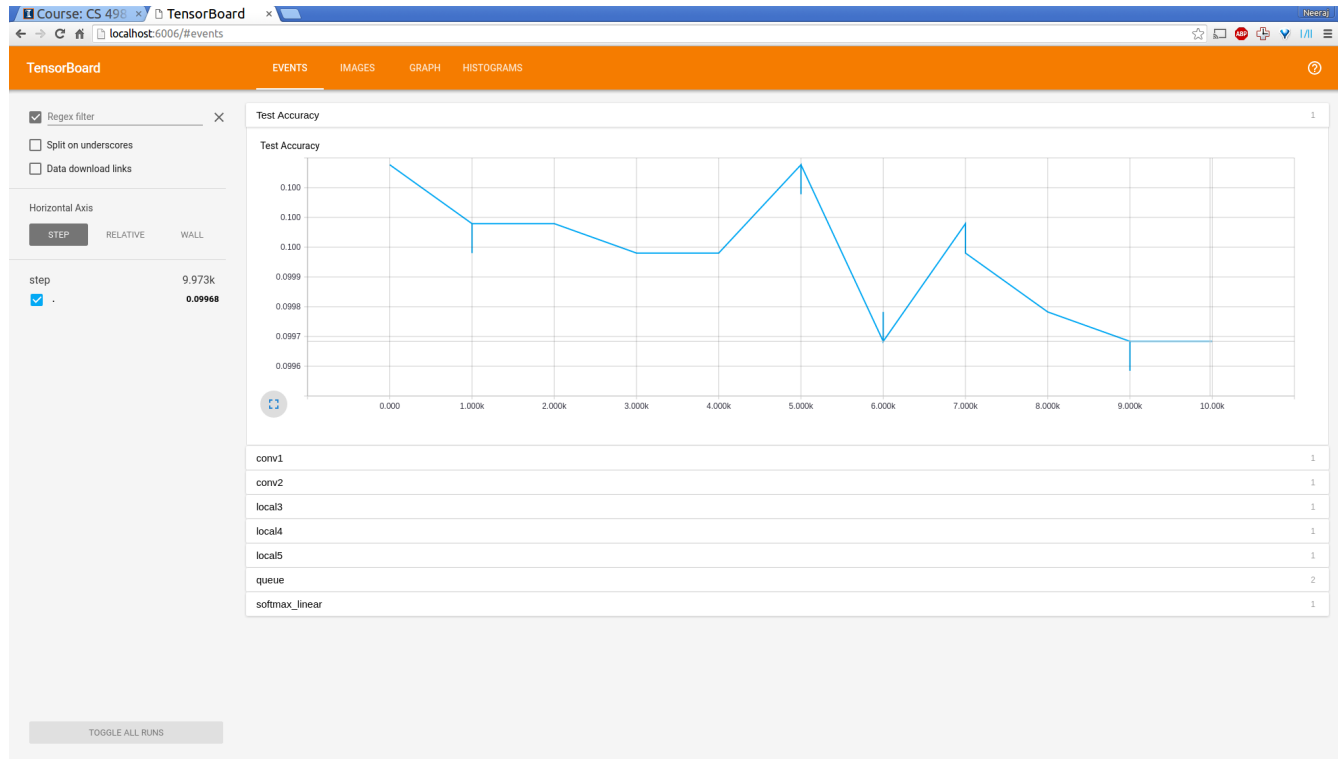 Course: CS 498 × TensorBoard × Neeraj
localhost:6006/#events ABP
TensorBoard EVENTS IMAGES GRAPH HISTOGRAMS
Regex filter
Split on underscores
Data download links
Horizontal Axis
STEP RELATIVE WALL
step 9.973k
. 0.09968
TOGGLE ALL RUNS
Test Accuracy 1
Test Accuracy
0.100
0.100
0.100
0.0999
0.0998
0.0997
0.0996
0.000 1.000k 2.000k 3.000k 4.000k 5.000k 6.000k 7.000k 8.000k 9.000k 10.00k
conv1 1
conv2 1
local3 1
local4 1
local5 1
queue 2
softmax_linear 1